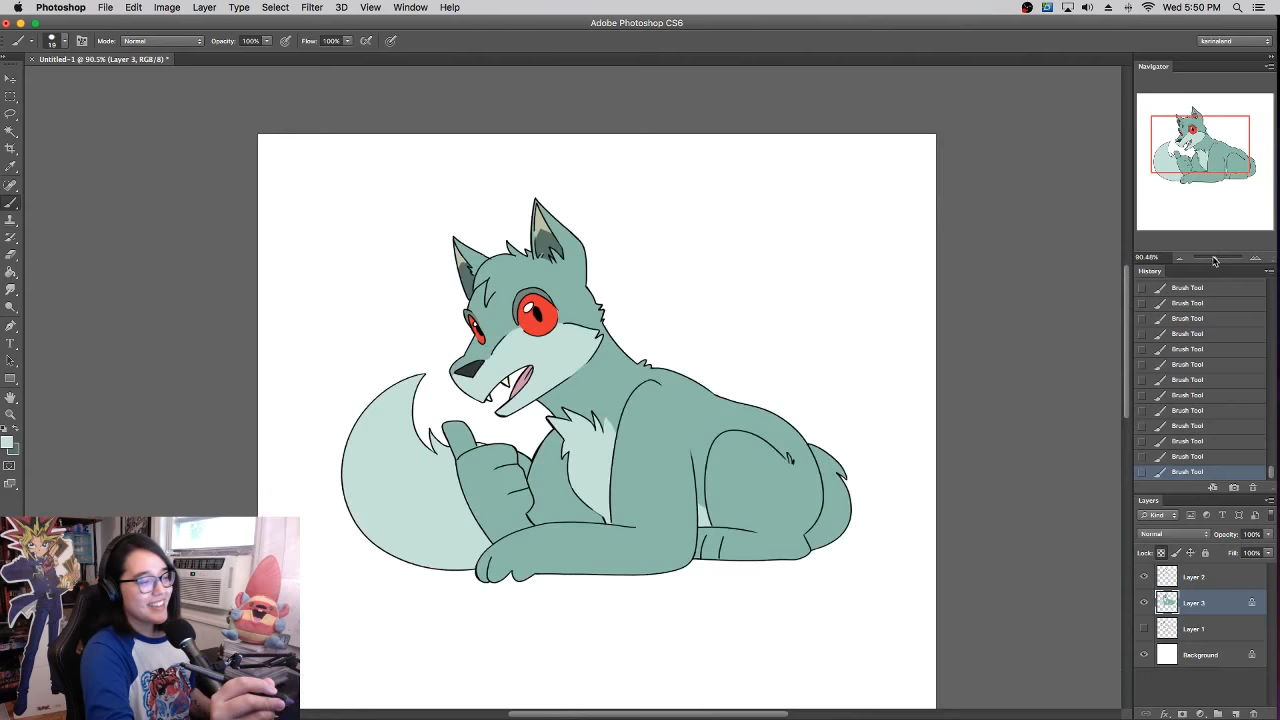 Photoshop File Edit Image Layer Type Select Filter 3D View Window Help Wed 5:50 PM
Adobe Photoshop CS6
19 Mode: Normal Opacity: 100% Flow: 100% karinaland
Untitled-1 @ 90.5% (Layer 3, RGB/8) *
Navigator
90.48%
History
Brush Tool
Brush Tool
Brush Tool
Brush Tool
Brush Tool
Brush Tool
Brush Tool
Brush Tool
Brush Tool
Brush Tool
Brush Tool
Brush Tool
Brush Tool
Layers
Kind
Normal Opacity: 100%
Lock: Fill: 100%
Layer 2
Layer 3
Layer 1
Background